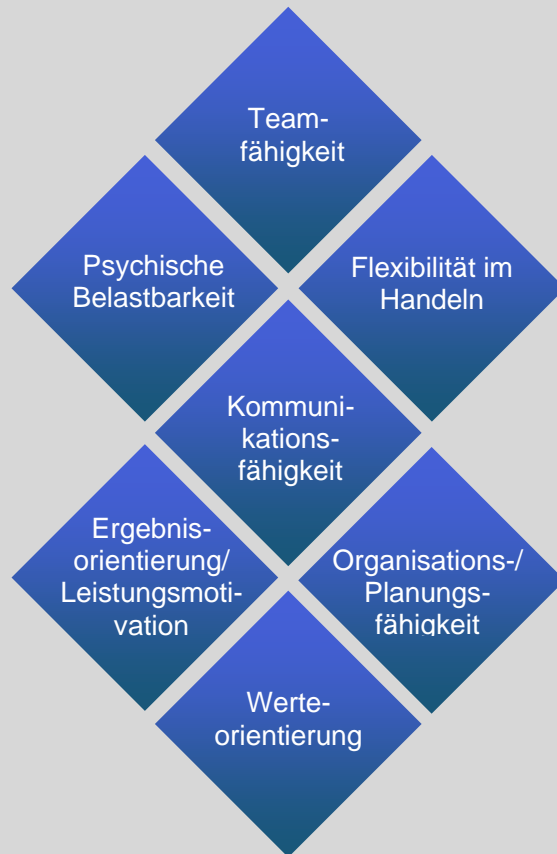 Team-
fähigkeit
Psychische
Belastbarkeit
Flexibilität im
Handeln
Kommuni-
kations-
fähigkeit
Ergebnis-
orientierung/
Leistungsmoti-
vation
Organisations-/
Planungs-
fähigkeit
Werte-
orientierung